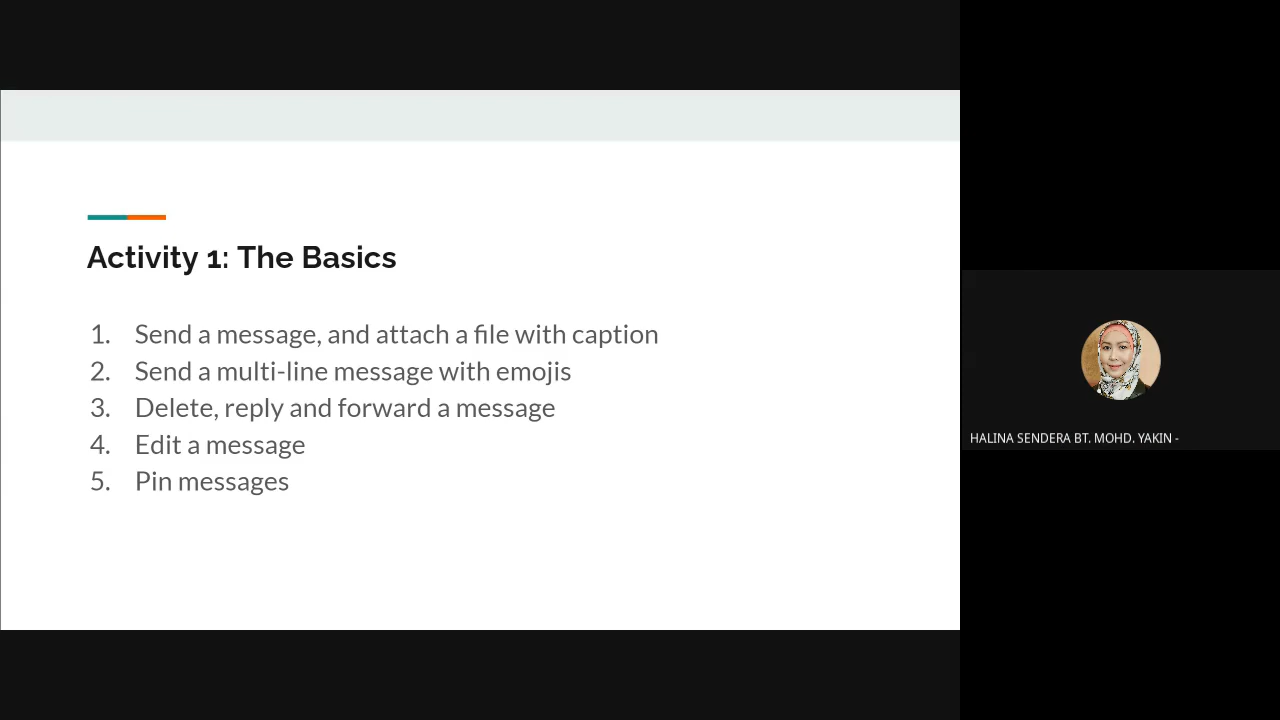 Activity 1: The Basics
1. Send a message, and attach a file with caption
2. Send a multi-line message with emojis
3. Delete, reply and forward a message
4. Edit a message
5. Pin messages
HALINA SENDERA BT. MOHD. YAKIN -